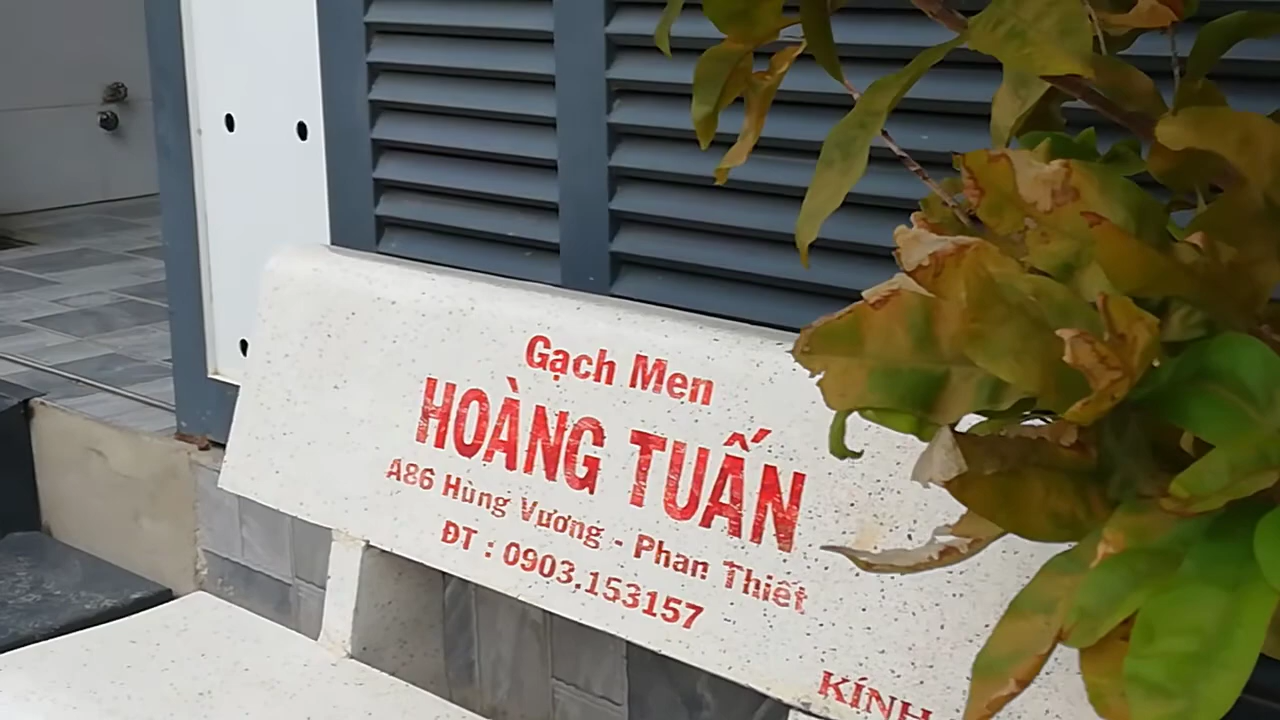 Gạch Men
HOÀNG TUẤN
A86 Hùng Vương - Phan Thiết
ĐT : 0903.153157
KÍNH